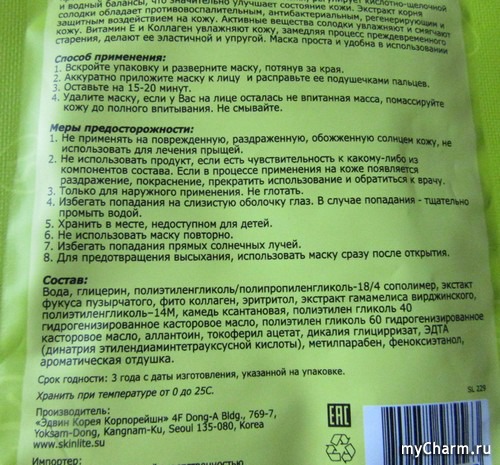 и водный балансы, что значительно улучшает состояние кожи. Экстракт корня
солодки обладает противовоспалительным, антибактериальным, регенерирующим и
защитным воздействием на кожу. Активные вещества солодки увлажняют и смягчают
кожу. Витамин Е и Коллаген увлажняют кожу, замедляя процесс преждевременного
старения, делают ее эластичной и упругой. Маска проста и удобна в использовании
Способ применения:
1. Вскройте упаковку и разверните маску, потянув за края.
2. Аккуратно приложите маску к лицу и расправьте ее подушечками пальцев.
3. Оставьте на 15-20 минут.
4. Удалите маску, если у Вас на лице осталась не впитанная масса, помассируйте
кожу до полного впитывания. Не смывайте.
Меры предосторожности:
1. Не применять на поврежденную, раздраженную, обожженную солнцем кожу, не
использовать для лечения прыщей.
2. Не использовать продукт, если есть чувствительность к какому-либо из
компонентов состава. Если в процессе применения на коже появляется
раздражение, покраснение, прекратить использование и обратиться к врачу.
3. Только для наружного применения. Не глотать.
4. Избегать попадания на слизистую оболочку глаз. В случае попадания - тщательно
промыть водой.
5. Хранить в месте, недоступном для детей.
6. Не использовать маску повторно.
7. Избегать попадания прямых солнечных лучей.
8. Для предотвращения высыхания, использовать маску сразу после открытия.
Состав:
Вода, глицерин, полиэтиленгликоль/полипропиленгликоль-18/4 сополимер, экстакт
фукуса пузырчатого, фито коллаген, эритритол, экстракт гамамелиса вирджинского,
полиэтиленгликоль–14М, камедь ксантановая, полиэтилен гликоль 40
гидрогенизированное касторовое масло, полиэтилен гликоль 60 гидрогенизированное
касторовое масло, аллантоин, токоферил ацетат, дикалия глицирризат, ЭДТА
(динатрия этилендиаминтетрауксусной кислоты), метилпарабен, феноксиэтанол,
ароматическая отдушка.
Срок годности: 3 года с даты изготовления, указанной на упаковке.
Хранить при температуре от 0 до 25С.
SL 226
Производитель:
«Эдвин Корея Корпорейшн» 4F Dong-A Bldg., 769-7,
Yoksam-Dong, Kangnam-Ku, Seoul 135-080, Korea
www.skinlite.su
EAC
Импортер:
myCharm.ru